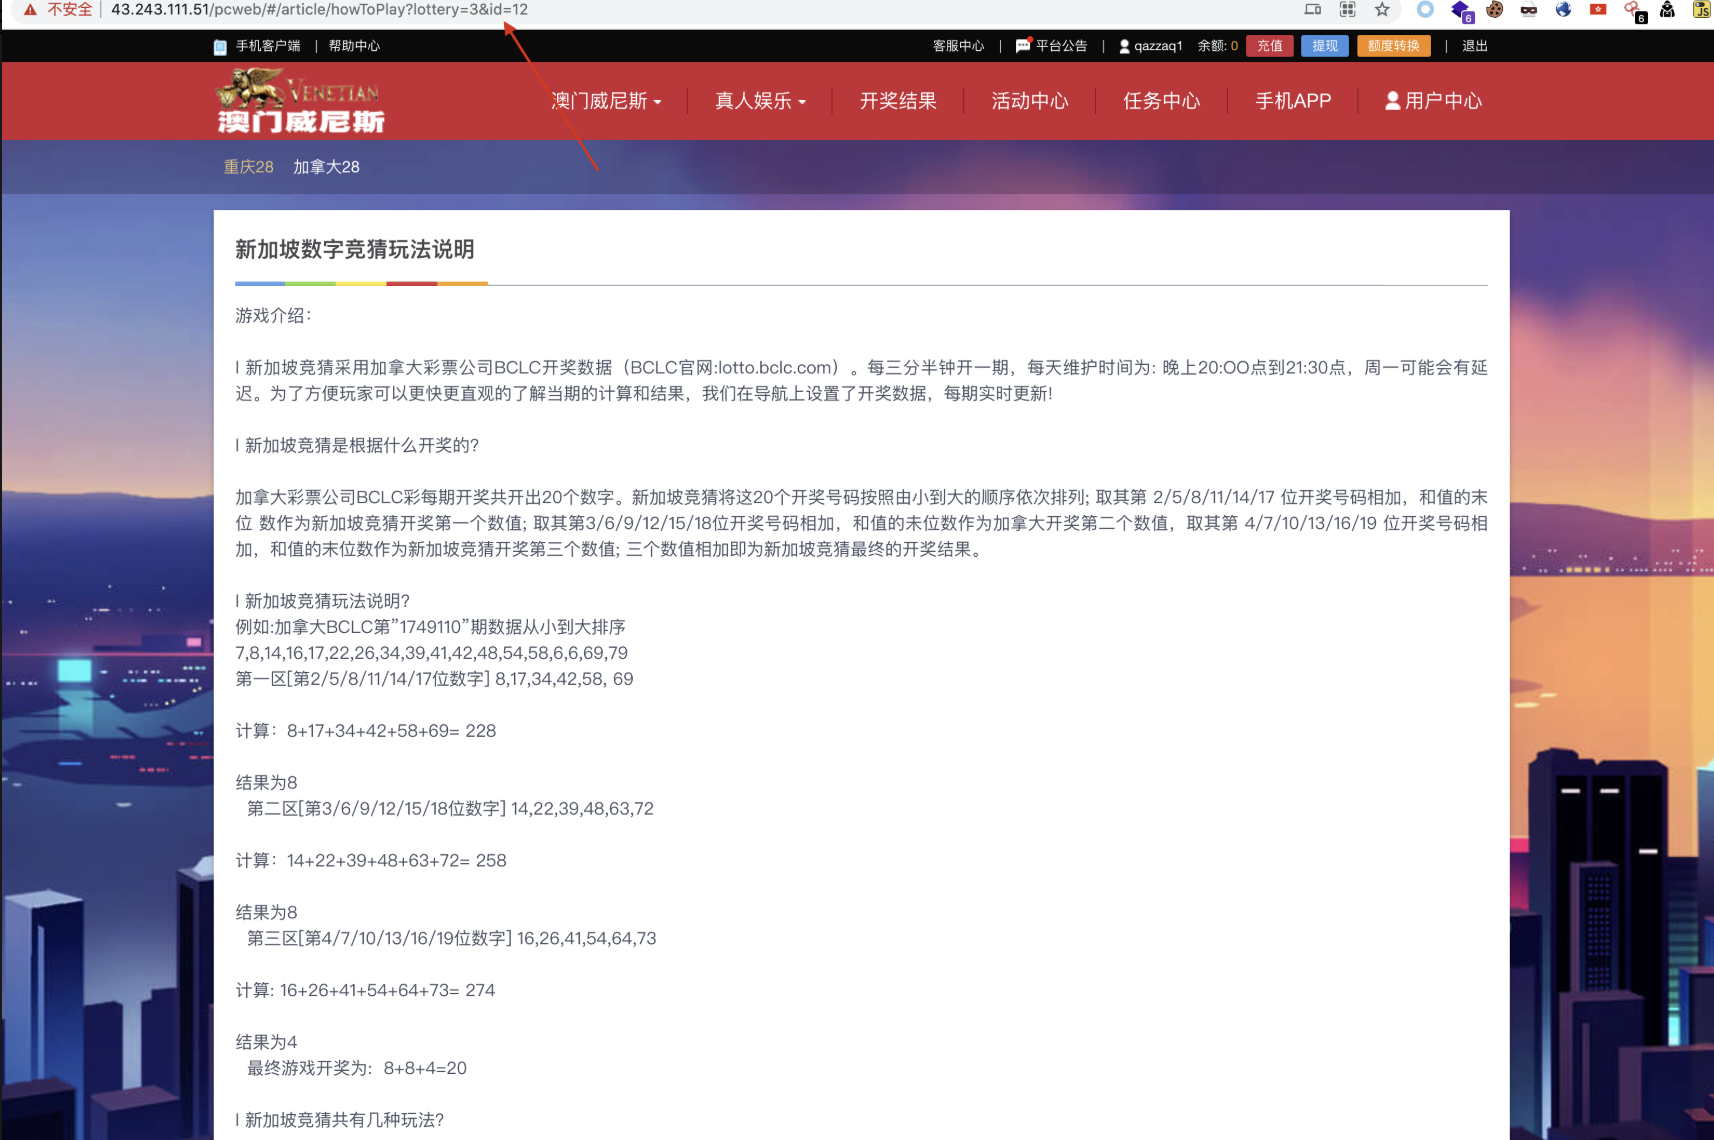 不安全 43.243.111.51/pcweb/#/article/howToPlay?lottery=3&id=12
6 6 JS
手机客户端 | 帮助中心 客服中心 | 平台公告 | qazzaq1 余额: 0 充值 提现 额度转换 | 退出
VENETIAN
澳门威尼斯
澳门威尼斯 真人娱乐 开奖结果 活动中心 任务中心 手机APP 用户中心
重庆28 加拿大28
新加坡数字竞猜玩法说明
游戏介绍:
l 新加坡竞猜采用加拿大彩票公司BCLC开奖数据（BCLC官网:lotto.bclc.com）。每三分半钟开一期，每天维护时间为: 晚上20:OO点到21:30点，周一可能会有延
迟。为了方便玩家可以更快更直观的了解当期的计算和结果，我们在导航上设置了开奖数据，每期实时更新!
l 新加坡竞猜是根据什么开奖的?
加拿大彩票公司BCLC彩每期开奖共开出20个数字。新加坡竞猜将这20个开奖号码按照由小到大的顺序依次排列; 取其第 2/5/8/11/14/17 位开奖号码相加，和值的末
位 数作为新加坡竞猜开奖第一个数值; 取其第3/6/9/12/15/18位开奖号码相加，和值的未位数作为加拿大开奖第二个数值，取其第 4/7/10/13/16/19 位开奖号码相
加，和值的末位数作为新加坡竞猜开奖第三个数值; 三个数值相加即为新加坡竞猜最终的开奖结果。
l 新加坡竞猜玩法说明?
例如:加拿大BCLC第”1749110”期数据从小到大排序
7,8,14,16,17,22,26,34,39,41,42,48,54,58,6,6,69,79
第一区[第2/5/8/11/14/17位数字] 8,17,34,42,58, 69
计算：8+17+34+42+58+69= 228
结果为8
第二区[第3/6/9/12/15/18位数字] 14,22,39,48,63,72
计算：14+22+39+48+63+72= 258
结果为8
第三区[第4/7/10/13/16/19位数字] 16,26,41,54,64,73
计算: 16+26+41+54+64+73= 274
结果为4
最终游戏开奖为：8+8+4=20
l 新加坡竞猜共有几种玩法?